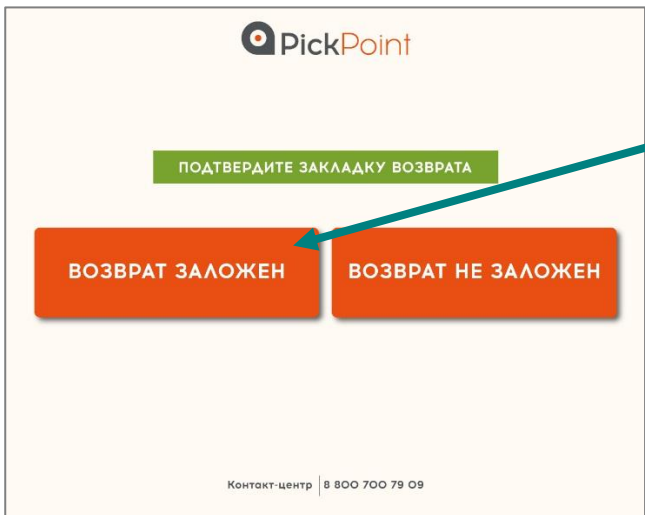 PickPoint
ПОДТВЕРДИТЕ ЗАКЛАДКУ ВОЗВРАТА
ВОЗВРАТ ЗАЛОЖЕН
ВОЗВРАТ НЕ ЗАЛОЖЕН
Контакт-центр 8 800 700 79 09